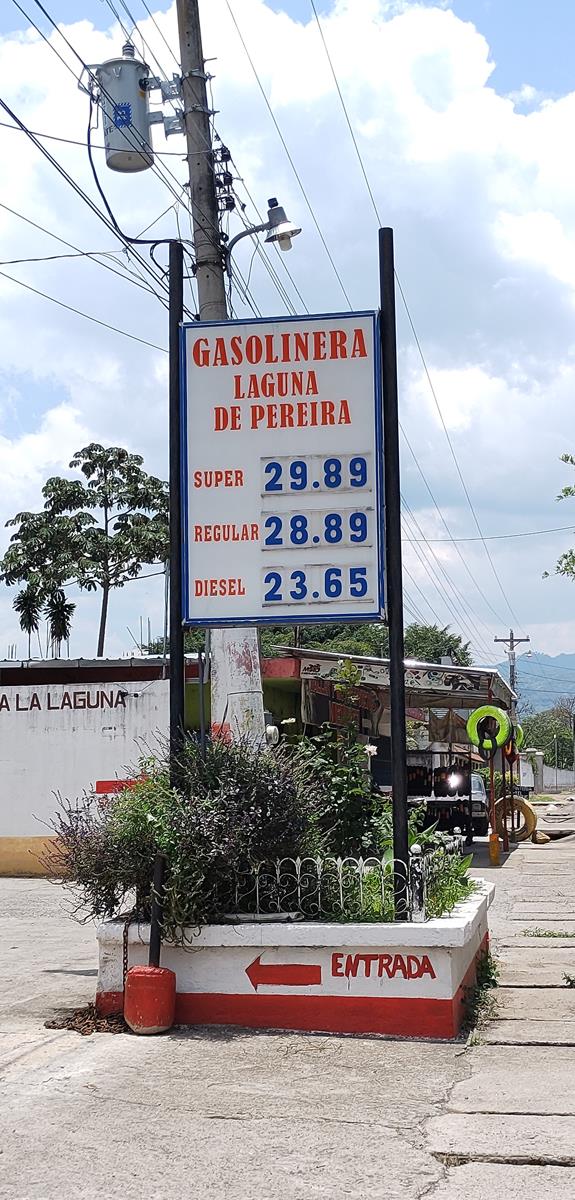 GASOLINERA
LAGUNA
DE PEREIRA
SUPER 29.89
REGULAR 28.89
DIESEL 23.65
A LA LAGUNA
ENTRADA